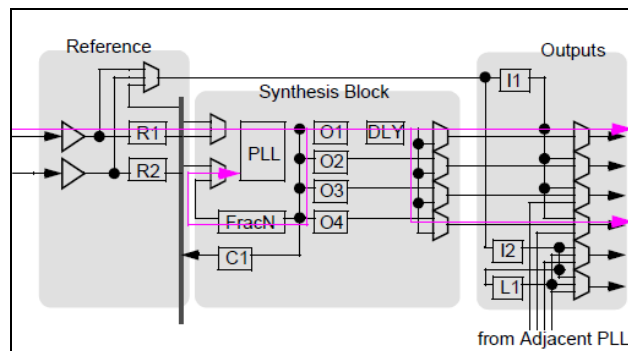 Reference
Outputs
Synthesis Block
I1
R1
O1
DLY
PLL
R2
O2
O3
FracN
O4
C1
I2
L1
from Adjacent PLL